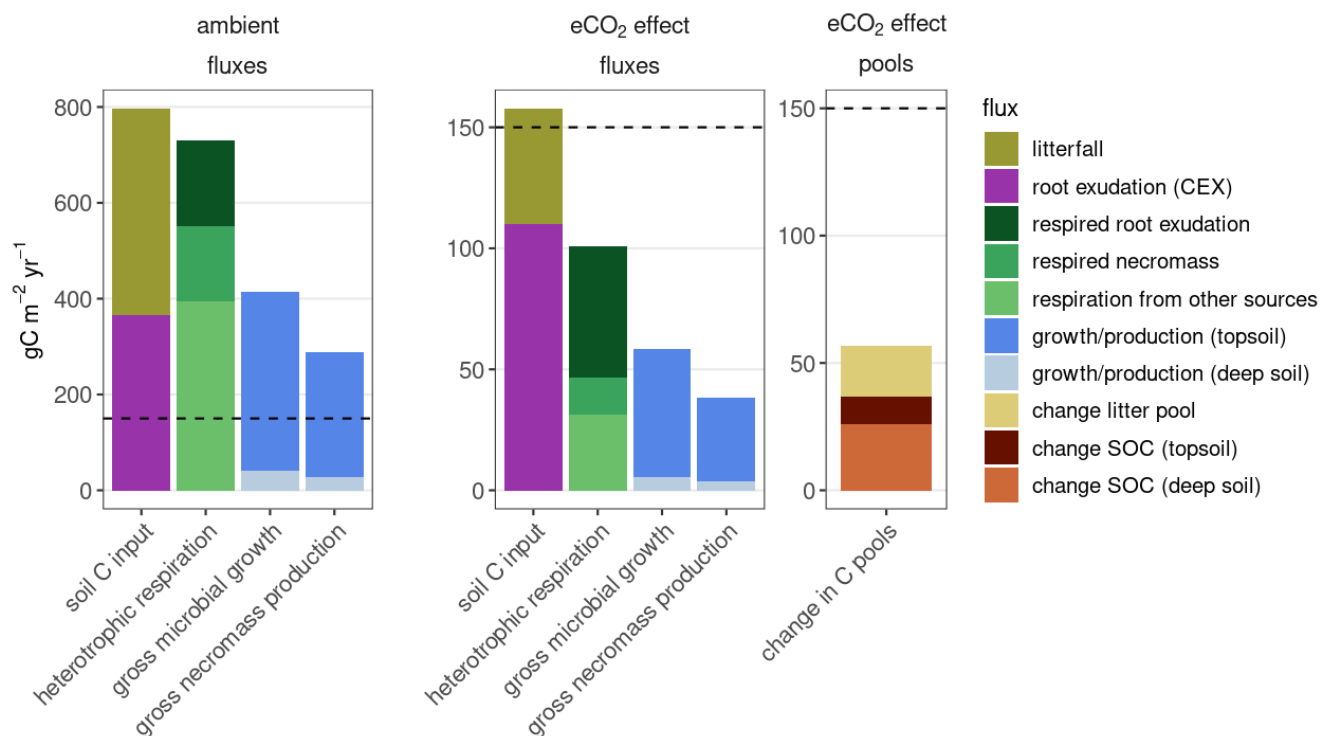 ambient
fluxes
eCO₂ effect
fluxes
eCO₂ effect
pools
gC m⁻² yr⁻¹
800
600
400
200
0
150
100
50
0
150
100
50
0
soil C input
heterotrophic respiration
gross microbial growth
gross necromass production
soil C input
heterotrophic respiration
gross microbial growth
gross necromass production
change in C pools
flux
litterfall
root exudation (CEX)
respired root exudation
respired necromass
respiration from other sources
growth/production (topsoil)
growth/production (deep soil)
change litter pool
change SOC (topsoil)
change SOC (deep soil)